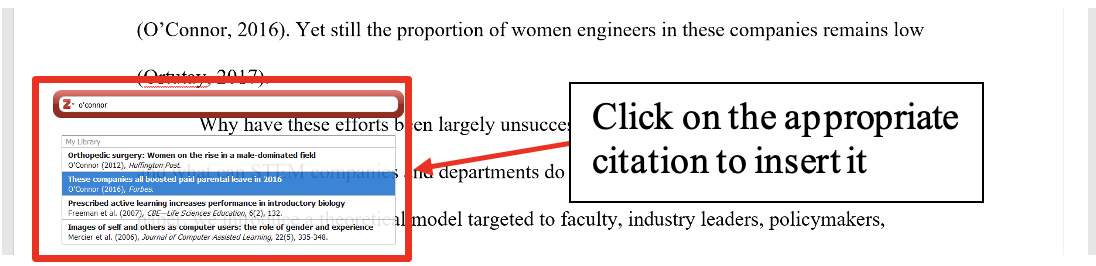 (O’Connor, 2016). Yet still the proportion of women engineers in these companies remains low
(Ortutay, 2017).
Z o'connor
Why have these efforts been largely unsucces
My Library
Orthopedic surgery: Women on the rise in a male-dominated field
O'Connor (2012), Huffington Post.
These companies all boosted paid parental leave in 2016
O'Connor (2016), Forbes.
and what can STEM companies and departments do
Prescribed active learning increases performance in introductory biology
Freeman et al. (2007), CBE—Life Sciences Education, 6(2), 132.
a theoretical model targeted to faculty, industry leaders, policymakers,
Images of self and others as computer users: the role of gender and experience
Mercier et al. (2006), Journal of Computer Assisted Learning, 22(5), 335-348.
Click on the appropriate
citation to insert it